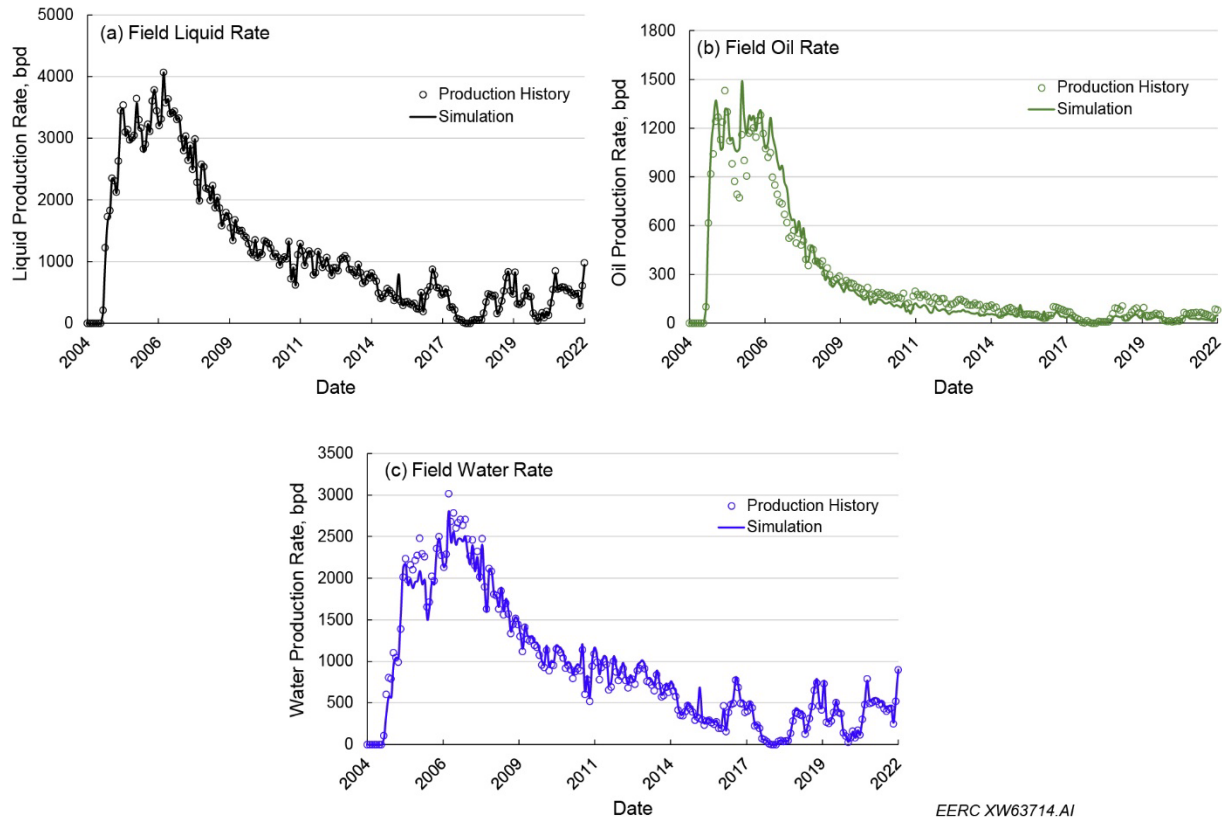 (a) Field Liquid Rate
Liquid Production Rate, bpd
5000
4000
3000
2000
1000
0
Production History
Simulation
2004
2006
2009
2011
2014
2017
2019
2022
Date
(b) Field Oil Rate
Oil Production Rate, bpd
1800
1500
1200
900
600
300
0
Production History
Simulation
2004
2006
2009
2011
2014
2017
2019
2022
Date
(c) Field Water Rate
Water Production Rate, bpd
3500
3000
2500
2000
1500
1000
500
0
Production History
Simulation
2004
2006
2009
2011
2014
2017
2019
2022
Date
EERC XW63714.AI